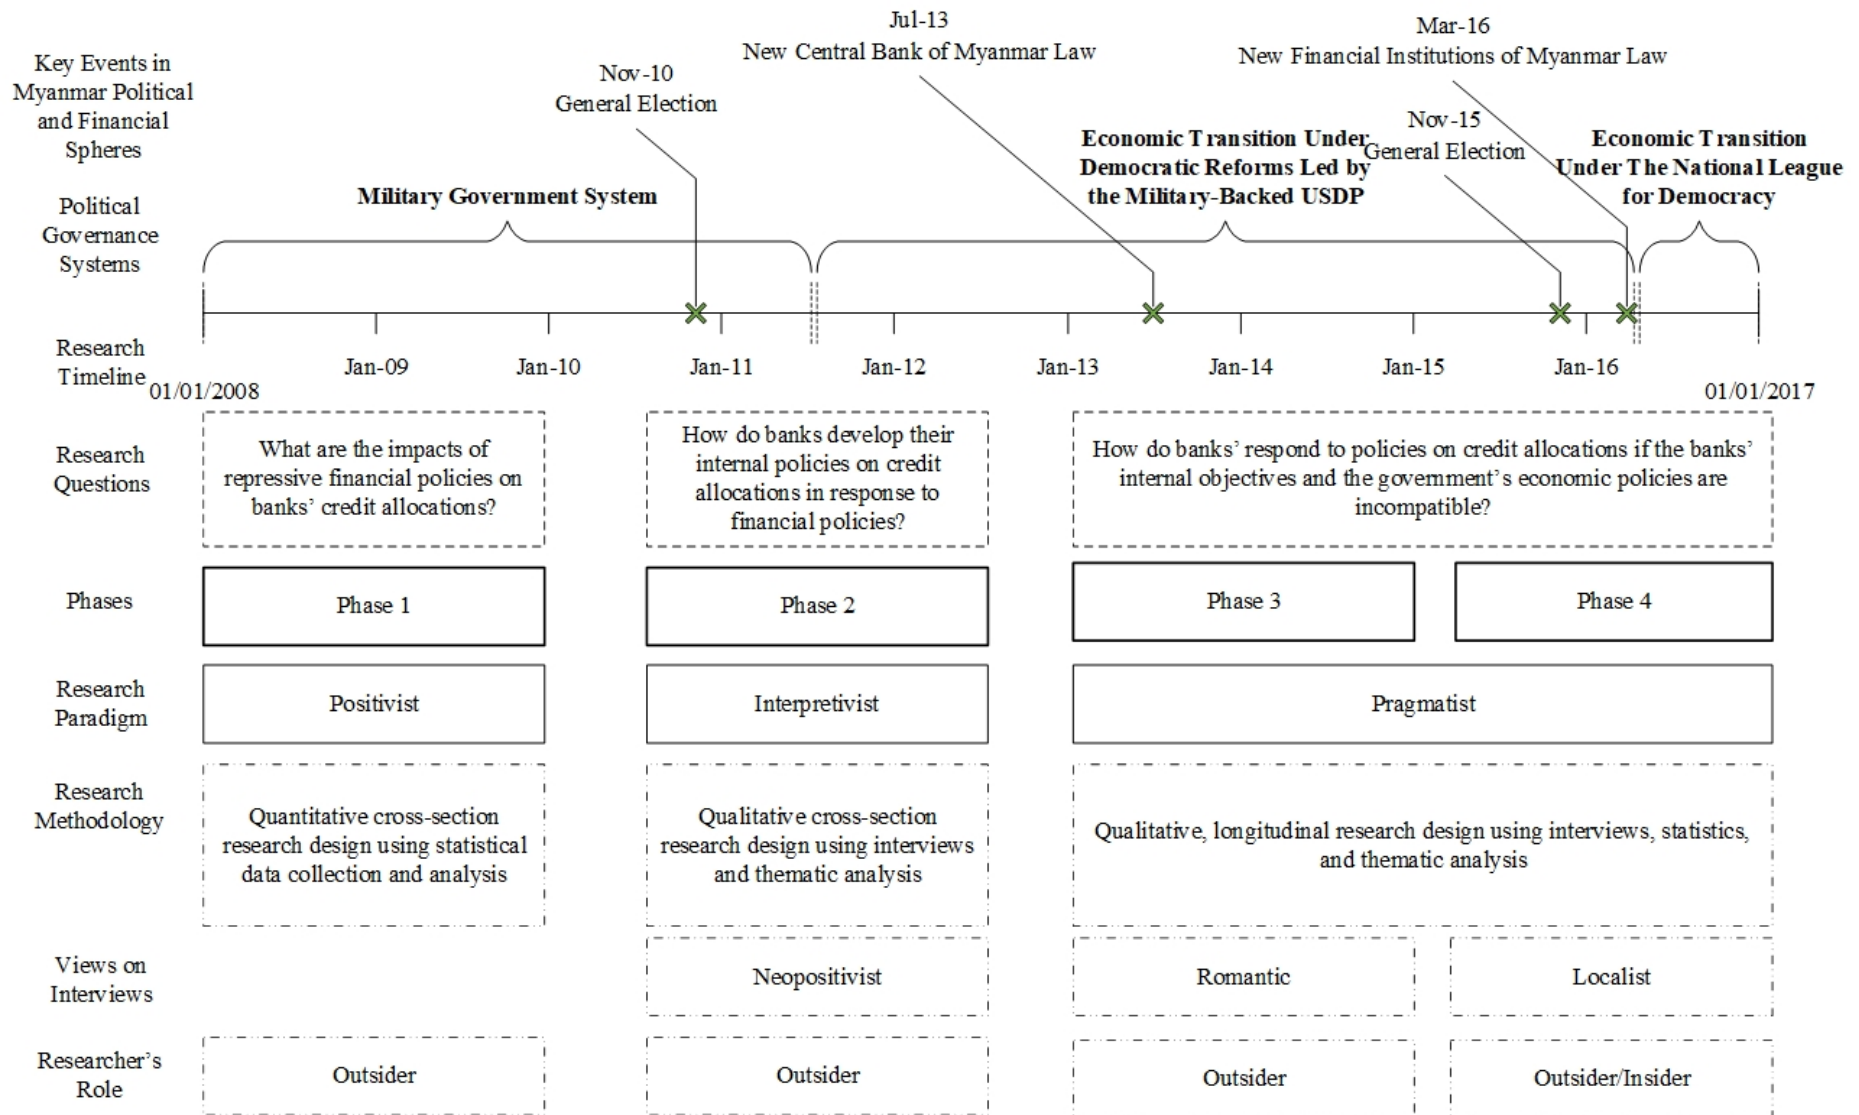 Key Events in
Myanmar Political
and Financial
Spheres
Nov-10
General Election
Jul-13
New Central Bank of Myanmar Law
Mar-16
New Financial Institutions of Myanmar Law
Nov-15
General Election
Political
Governance
Systems
Military Government System
Economic Transition Under
Democratic Reforms Led by
the Military-Backed USDP
Economic Transition
Under The National League
for Democracy
Research
Timeline
01/01/2008
Jan-09
Jan-10
Jan-11
Jan-12
Jan-13
Jan-14
Jan-15
Jan-16
01/01/2017
Research
Questions
What are the impacts of
repressive financial policies on
banks’ credit allocations?
How do banks develop their
internal policies on credit
allocations in response to
financial policies?
How do banks’ respond to policies on credit allocations if the banks’
internal objectives and the government’s economic policies are
incompatible?
Phases
Phase 1
Phase 2
Phase 3
Phase 4
Research
Paradigm
Positivist
Interpretivist
Pragmatist
Research
Methodology
Quantitative cross-section
research design using statistical
data collection and analysis
Qualitative cross-section
research design using interviews
and thematic analysis
Qualitative, longitudinal research design using interviews, statistics,
and thematic analysis
Views on
Interviews
Neopositivist
Romantic
Localist
Researcher’s
Role
Outsider
Outsider
Outsider
Outsider/Insider